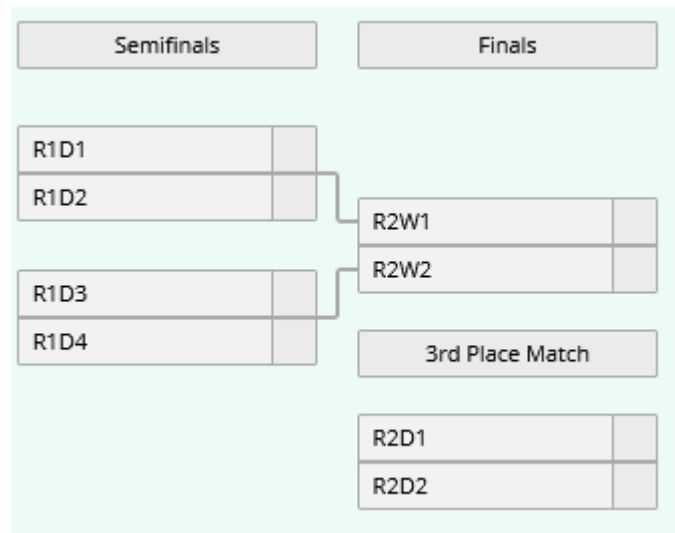 Semifinals
Finals
R1D1
R1D2
R2W1
R2W2
R1D3
R1D4
3rd Place Match
R2D1
R2D2